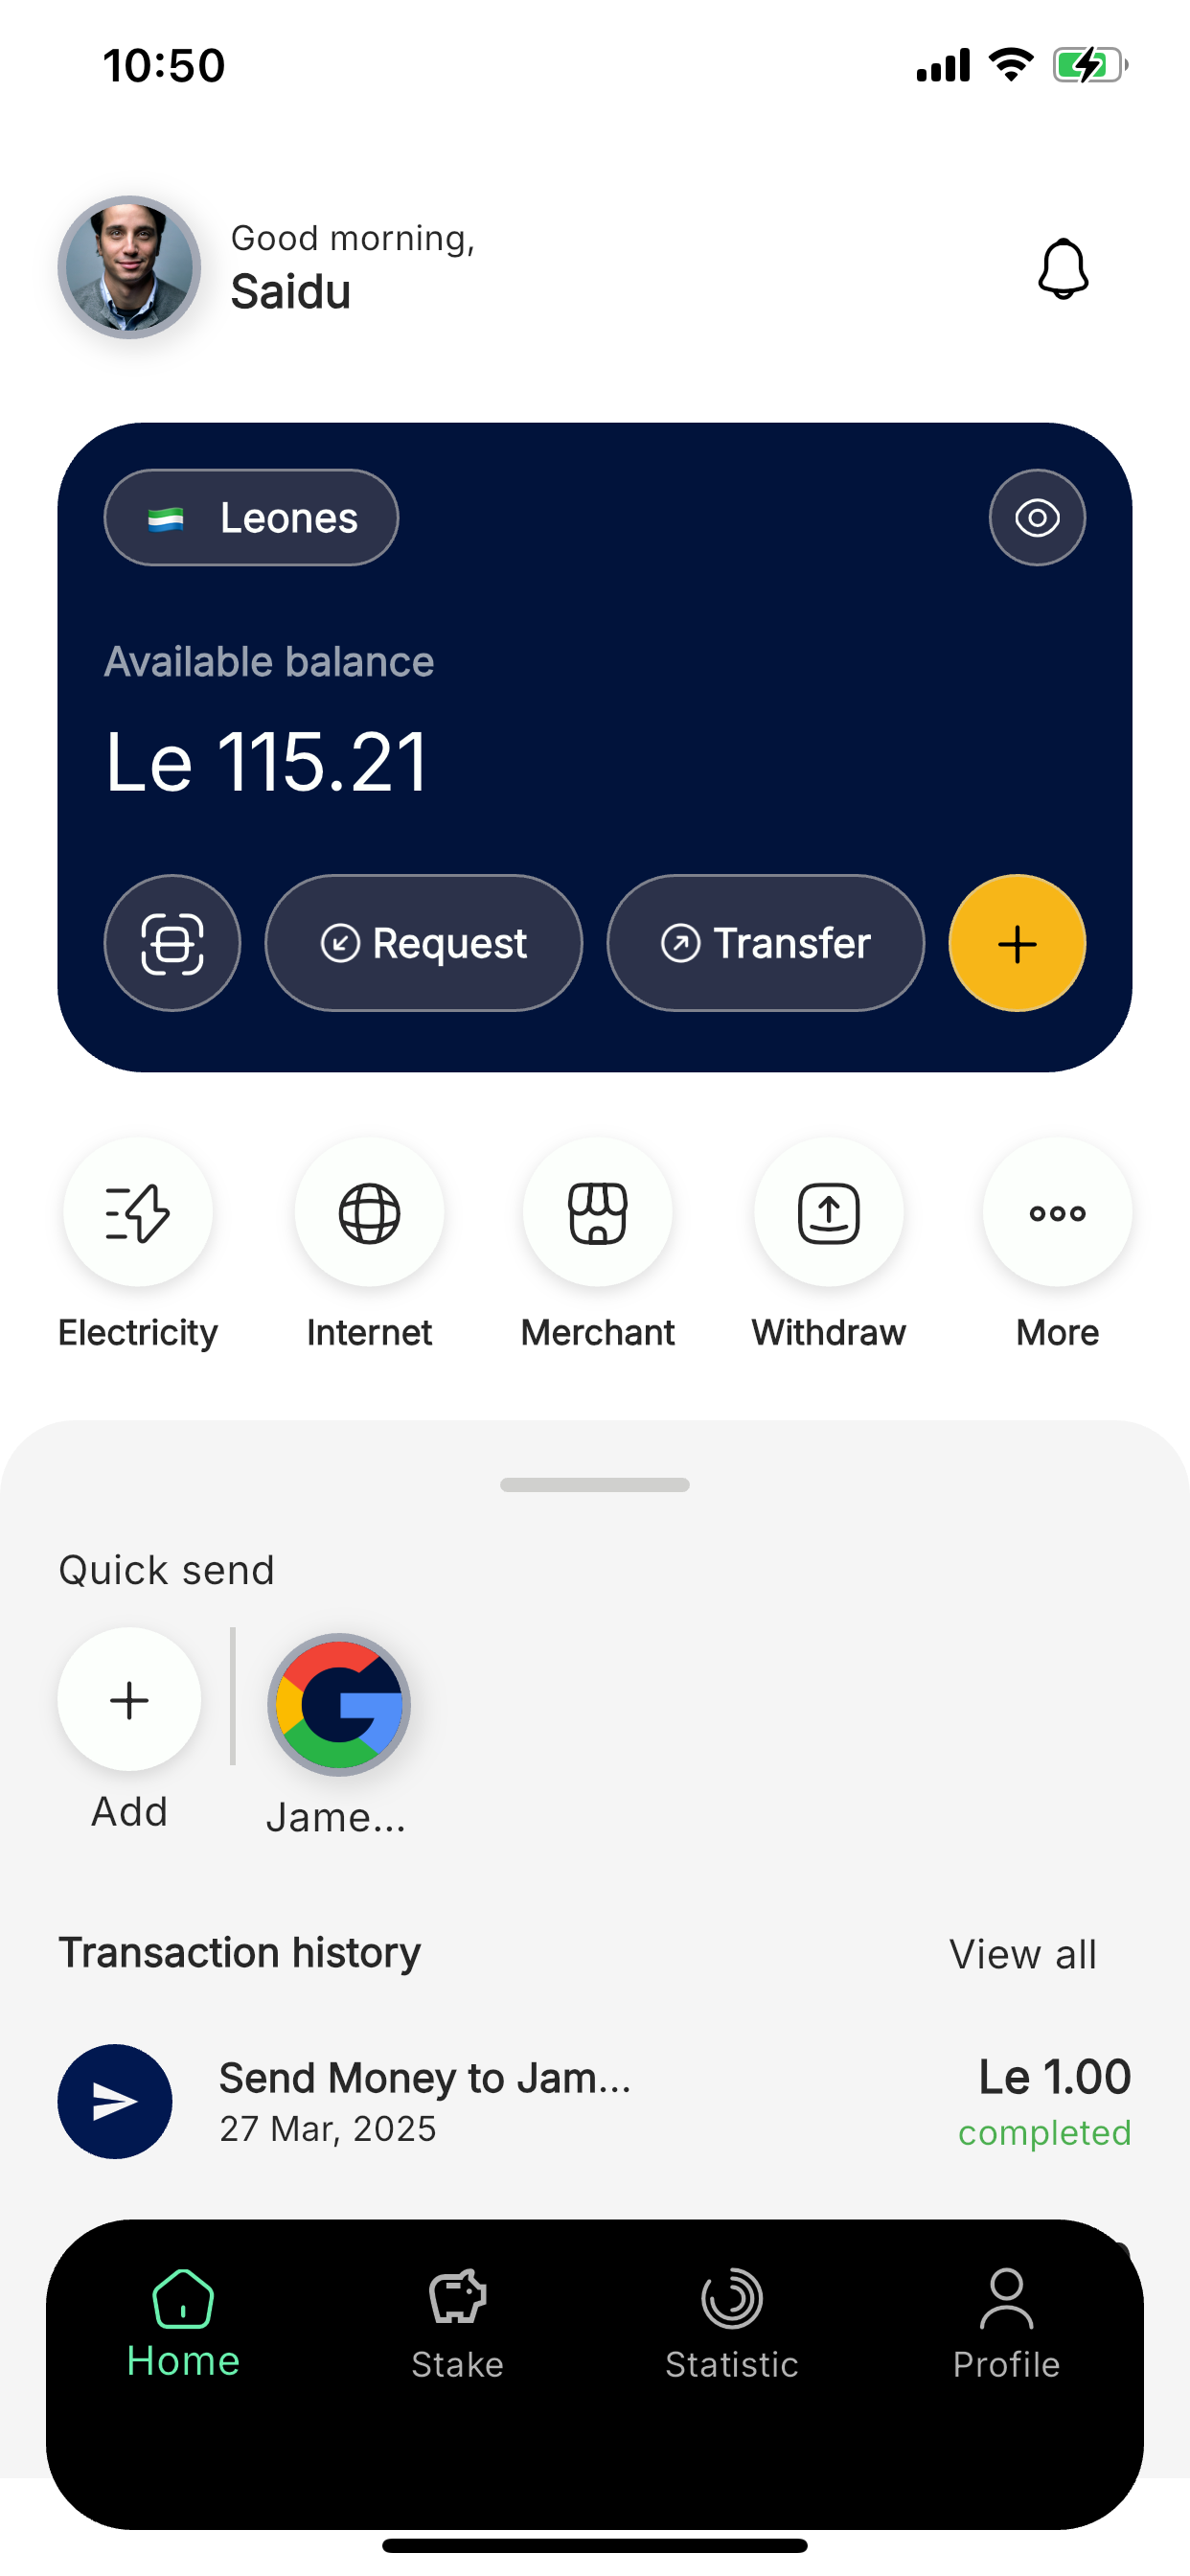 10:50
Good morning,
Saidu
Leones
Available balance
Le 115.21
Request
Transfer
Electricity
Internet
Merchant
Withdraw
More
Quick send
Add
Jame...
Transaction history
View all
Send Money to Jam...
Le 1.00
27 Mar, 2025
completed
Home
Stake
Statistic
Profile